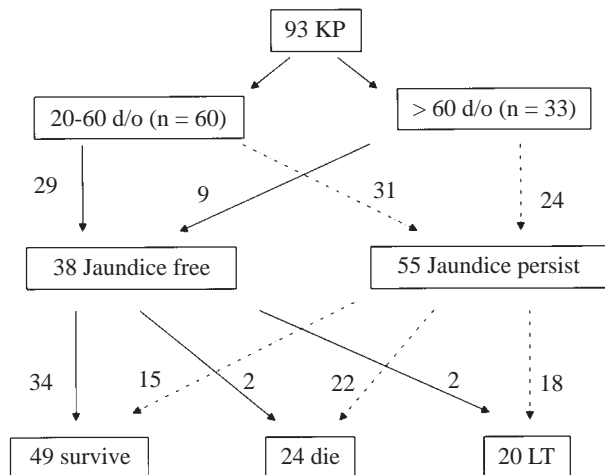 93 KP
20-60 d/o (n = 60)
> 60 d/o (n = 33)
29
9
31
24
38 Jaundice free
55 Jaundice persist
34
15
2
22
2
18
49 survive
24 die
20 LT